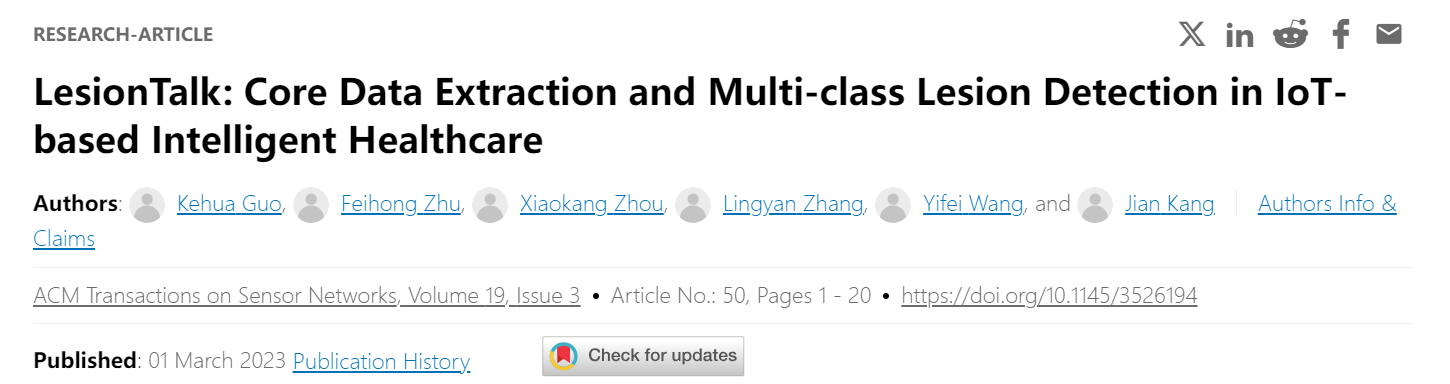 RESEARCH-ARTICLE
LesionTalk: Core Data Extraction and Multi-class Lesion Detection in IoT-
based Intelligent Healthcare
Authors: Kehua Guo, Feihong Zhu, Xiaokang Zhou, Lingyan Zhang, Yifei Wang, and Jian Kang Authors Info &
Claims
ACM Transactions on Sensor Networks, Volume 19, Issue 3 • Article No.: 50, Pages 1 - 20 • https://doi.org/10.1145/3526194
Published: 01 March 2023 Publication History Check for updates